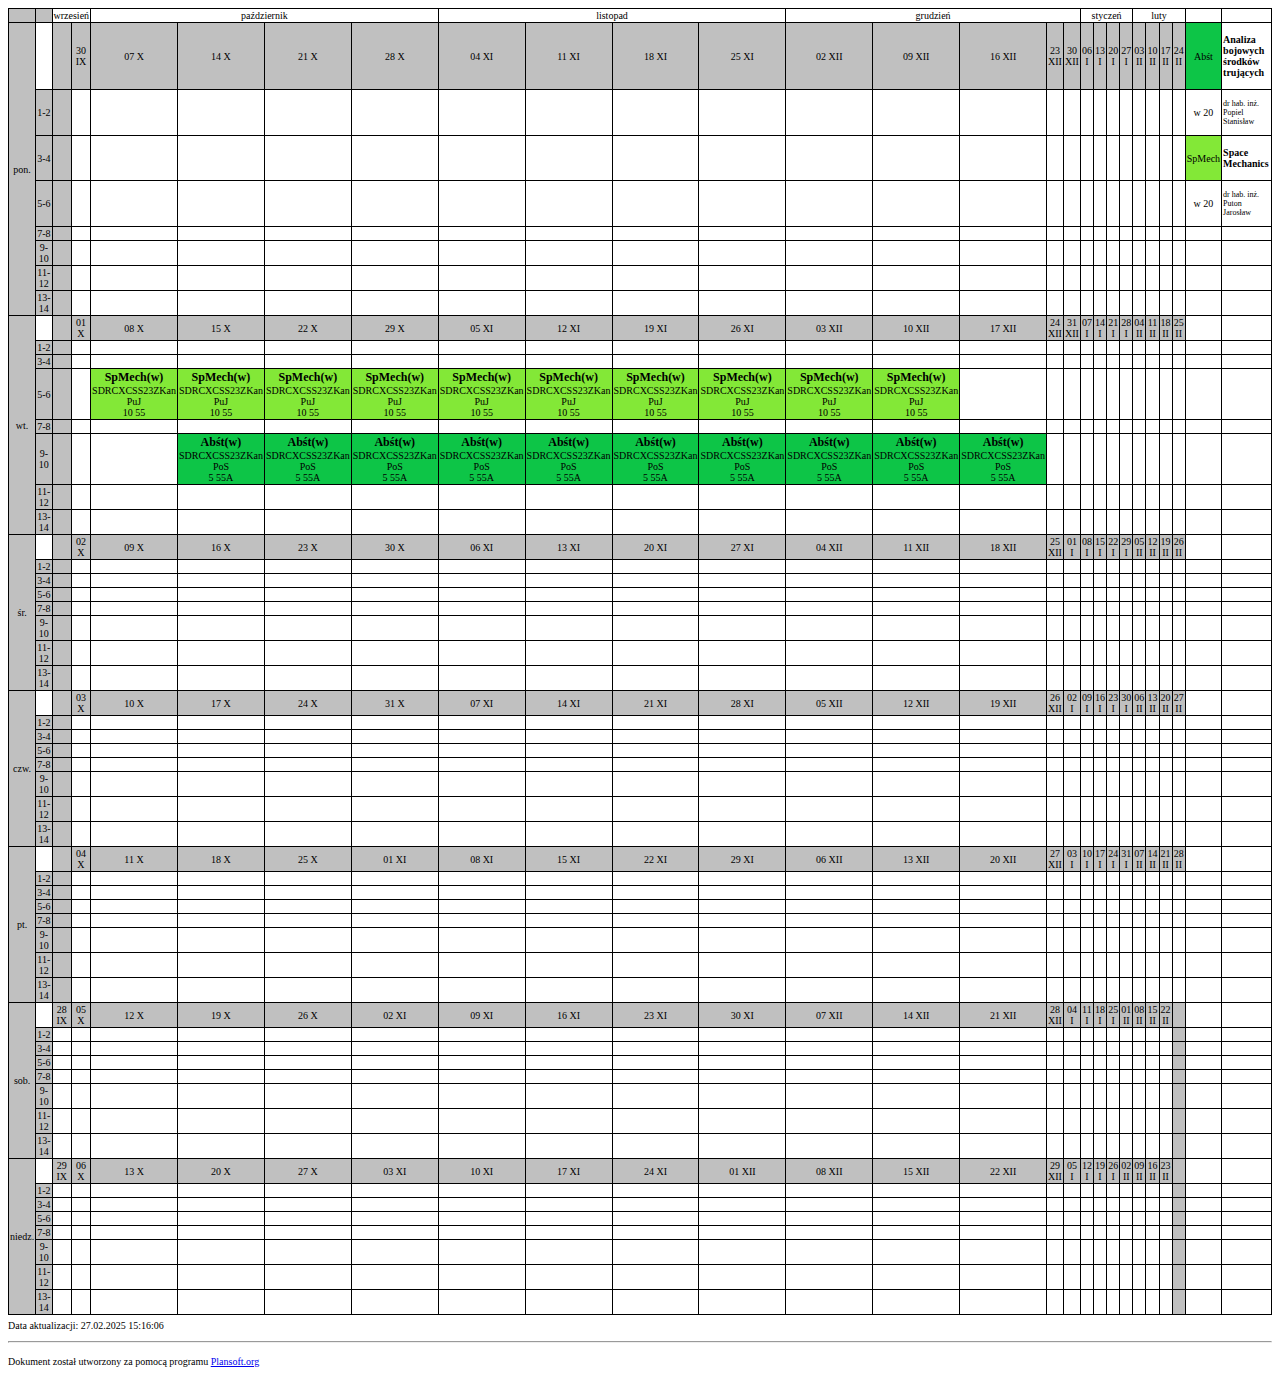 wrzesień październik listopad grudzień styczeń luty
pon. 30 IX 07 X 14 X 21 X 28 X 04 XI 11 XI 18 XI 25 XI 02 XII 09 XII 16 XII 23 XII 30 XII 06 I 13 I 20 I 27 I 03 II 10 II 17 II 24 II Abśt Analiza bojowych środków trujących
1-2 w 20 dr hab. inż. Popiel Stanisław
3-4 SpMech Space Mechanics
5-6 w 20 dr hab. inż. Puton Jarosław
7-8
9-10
11-12
13-14
wt. 01 X 08 X 15 X 22 X 29 X 05 XI 12 XI 19 XI 26 XI 03 XII 10 XII 17 XII 24 XII 31 XII 07 I 14 I 21 I 28 I 04 II 11 II 18 II 25 II
1-2
3-4
SpMech(w) SpMech(w) SpMech(w) SpMech(w) SpMech(w) SpMech(w) SpMech(w) SpMech(w) SpMech(w) SpMech(w)
5-6 SDRCXCSS23ZKan SDRCXCSS23ZKan SDRCXCSS23ZKan SDRCXCSS23ZKan SDRCXCSS23ZKan SDRCXCSS23ZKan SDRCXCSS23ZKan SDRCXCSS23ZKan SDRCXCSS23ZKan SDRCXCSS23ZKan
PuJ PuJ PuJ PuJ PuJ PuJ PuJ PuJ PuJ PuJ
10 55 10 55 10 55 10 55 10 55 10 55 10 55 10 55 10 55 10 55
7-8
Abśt(w) Abśt(w) Abśt(w) Abśt(w) Abśt(w) Abśt(w) Abśt(w) Abśt(w) Abśt(w) Abśt(w)
9-10 SDRCXCSS23ZKan SDRCXCSS23ZKan SDRCXCSS23ZKan SDRCXCSS23ZKan SDRCXCSS23ZKan SDRCXCSS23ZKan SDRCXCSS23ZKan SDRCXCSS23ZKan SDRCXCSS23ZKan SDRCXCSS23ZKan
PoS PoS PoS PoS PoS PoS PoS PoS PoS PoS
5 55A 5 55A 5 55A 5 55A 5 55A 5 55A 5 55A 5 55A 5 55A 5 55A
11-12
13-14
śr. 02 X 09 X 16 X 23 X 30 X 06 XI 13 XI 20 XI 27 XI 04 XII 11 XII 18 XII 25 XII 01 I 08 I 15 I 22 I 29 I 05 II 12 II 19 II 26 II
1-2
3-4
5-6
7-8
9-10
11-12
13-14
czw. 03 X 10 X 17 X 24 X 31 X 07 XI 14 XI 21 XI 28 XI 05 XII 12 XII 19 XII 26 XII 02 I 09 I 16 I 23 I 30 I 06 II 13 II 20 II 27 II
1-2
3-4
5-6
7-8
9-10
11-12
13-14
pt. 04 X 11 X 18 X 25 X 01 XI 08 XI 15 XI 22 XI 29 XI 06 XII 13 XII 20 XII 27 XII 03 I 10 I 17 I 24 I 31 I 07 II 14 II 21 II 28 II
1-2
3-4
5-6
7-8
9-10
11-12
13-14
sob. 28 IX 05 X 12 X 19 X 26 X 02 XI 09 XI 16 XI 23 XI 30 XI 07 XII 14 XII 21 XII 28 XII 04 I 11 I 18 I 25 I 01 II 08 II 15 II 22 II
1-2
3-4
5-6
7-8
9-10
11-12
13-14
niedz 29 IX 06 X 13 X 20 X 27 X 03 XI 10 XI 17 XI 24 XI 01 XII 08 XII 15 XII 22 XII 29 XII 05 I 12 I 19 I 26 I 02 II 09 II 16 II 23 II
1-2
3-4
5-6
7-8
9-10
11-12
13-14
Data aktualizacji: 27.02.2025 15:16:06
Dokument został utworzony za pomocą programu Plansoft.org